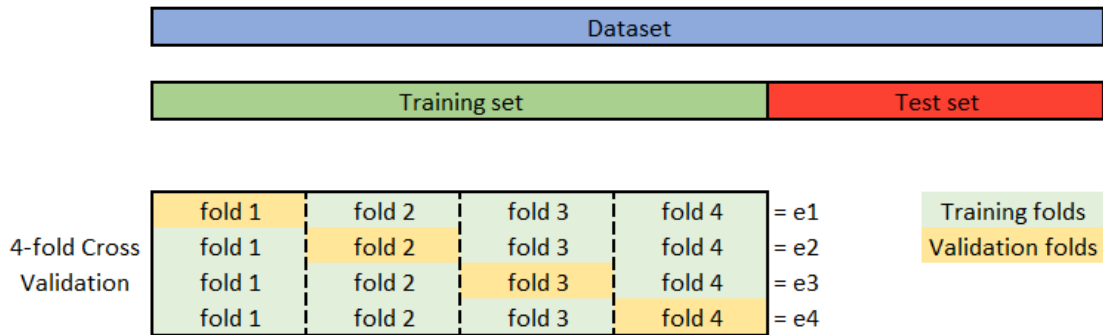 Dataset
Training set Test set
fold 1 fold 2 fold 3 fold 4 = e1 Training folds
4-fold Cross fold 1 fold 2 fold 3 fold 4 = e2 Validation folds
Validation fold 1 fold 2 fold 3 fold 4 = e3
fold 1 fold 2 fold 3 fold 4 = e4